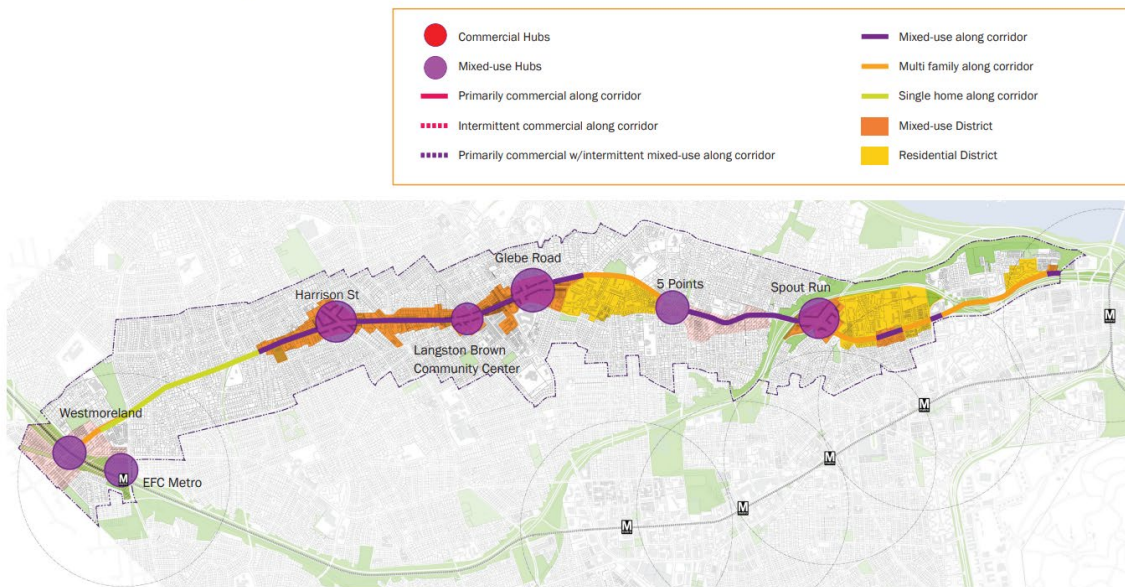 Commercial Hubs
Mixed-use Hubs
Primarily commercial along corridor
Intermittent commercial along corridor
Primarily commercial w/intermittent mixed-use along corridor
Mixed-use along corridor
Multi family along corridor
Single home along corridor
Mixed-use District
Residential District
Glebe Road
Harrison St
5 Points
Spout Run
Langston Brown
Community Center
Westmoreland
EFC Metro
M
M
M
M
M
M